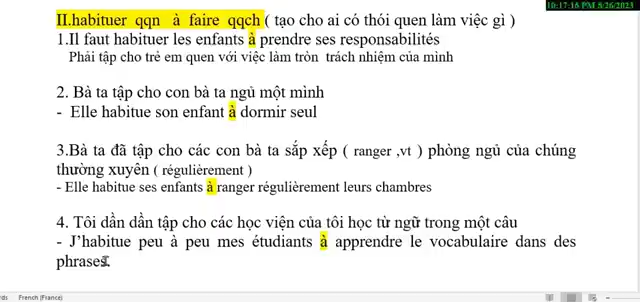 10:17:16 PM 5/26/2023
II.habituer qqn à faire qqch ( tạo cho ai có thói quen làm việc gì )
1.Il faut habituer les enfants à prendre ses responsabilités
Phải tập cho trẻ em quen với việc làm tròn trách nhiệm của mình
2. Bà ta tập cho con bà ta ngủ một mình
- Elle habitue son enfant à dormir seul
3.Bà ta đã tập cho các con bà ta sắp xếp ( ranger ,vt ) phòng ngủ của chúng
thường xuyên ( régulièrement )
- Elle habitue ses enfants à ranger régulièrement leurs chambres
4. Tôi dần dần tập cho các học viện của tôi học từ ngữ trong một câu
- J’habitue peu à peu mes étudiants à apprendre le vocabulaire dans des
phrases.
rds French (France)